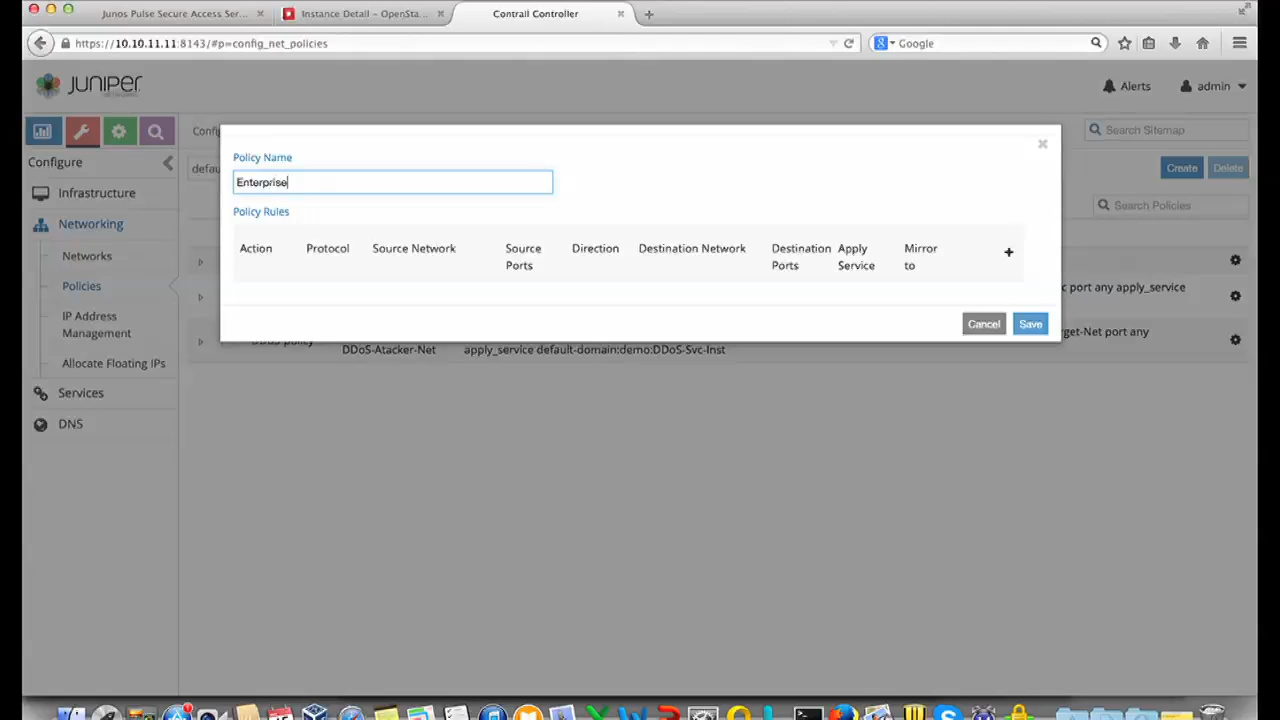 Junos Pulse Secure Access Ser...
Instance Detail – OpenSta...
Contrail Controller
https://10.10.11.11:8143/#p=config_net_policies
Google
JUNIPER
Alerts
admin
Search Sitemap
Configure
Confi
Infrastructure
Networking
Networks
Policies
IP Address
Management
Allocate Floating IPs
Services
DNS
defau
Create
Delete
Search Policies
Policy Name
Enterprise
Policy Rules
Action Protocol Source Network Source Ports Direction Destination Network Destination Ports Apply Service Mirror to
Cancel
Save
c port any apply_service
rget-Net port any
policy
DDoS-Atacker-Net
apply_service default-domain:demo:DDoS-Svc-Inst